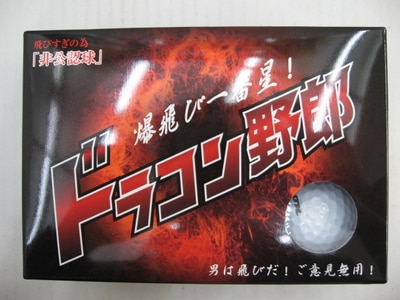 飛びすぎの為
「非公認球」
爆飛び一番星！
ドラコン野郎
男は飛びだ！ご意見無用！